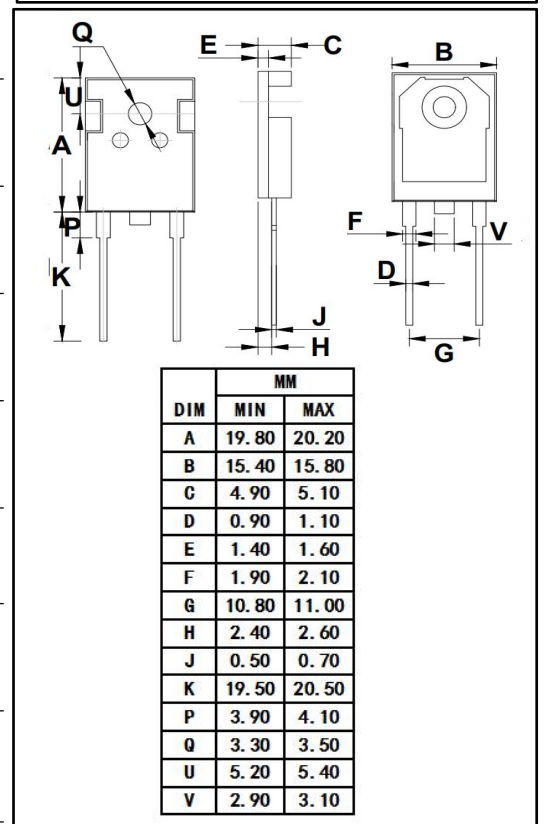 Q
E
C
B
U
A
P
F
V
K
D
J
H
G
MM
DIM MIN MAX
A 19.80 20.20
B 15.40 15.80
C 4.90 5.10
D 0.90 1.10
E 1.40 1.60
F 1.90 2.10
G 10.80 11.00
H 2.40 2.60
J 0.50 0.70
K 19.50 20.50
P 3.90 4.10
Q 3.30 3.50
U 5.20 5.40
V 2.90 3.10